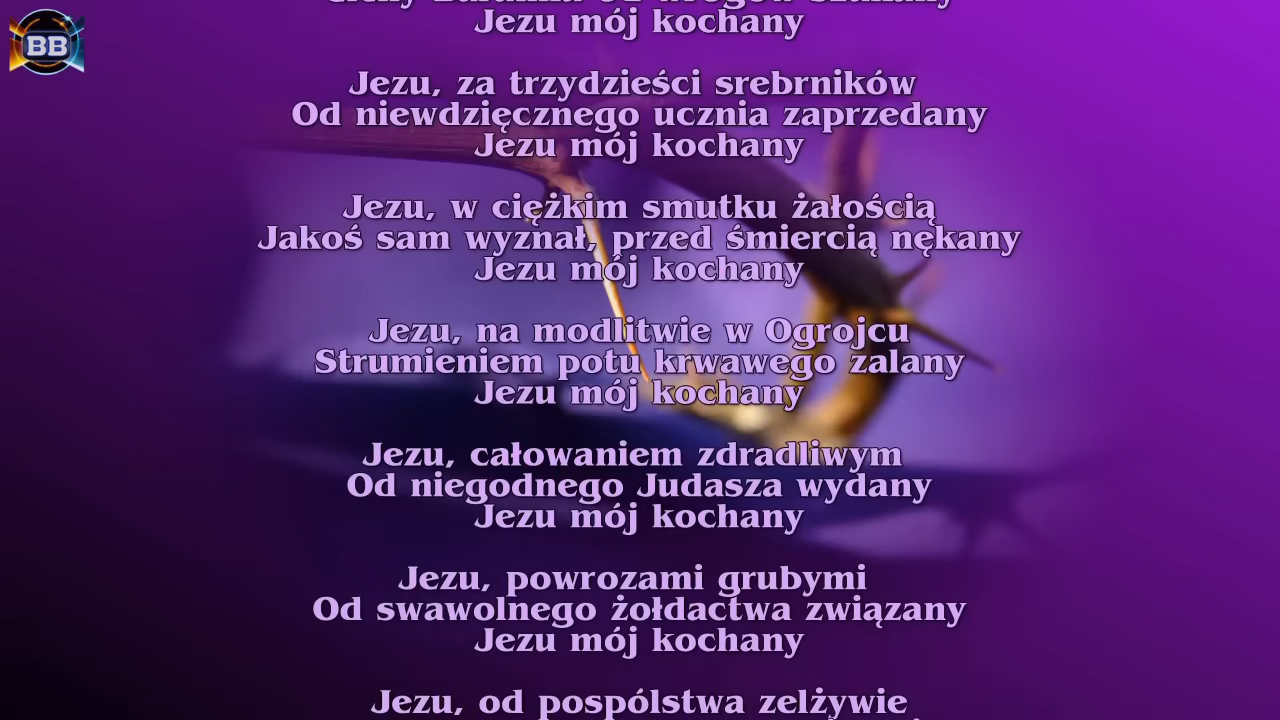 BB
Jezu mój kochany
Jezu, za trzydzieści srebrników
Od niewdzięcznego ucznia zaprzedany
Jezu mój kochany
Jezu, w ciężkim smutku żałością
Jakoś sam wyznał, przed śmiercią nękany
Jezu mój kochany
Jezu, na modlitwie w Ogrojcu
Strumieniem potu krwawego zalany
Jezu mój kochany
Jezu, całowaniem zdradliwym
Od niegodnego Judasza wydany
Jezu mój kochany
Jezu, powrozami grubymi
Od swawolnego żołdactwa związany
Jezu mój kochany
Jezu, od pospólstwa zelżywie